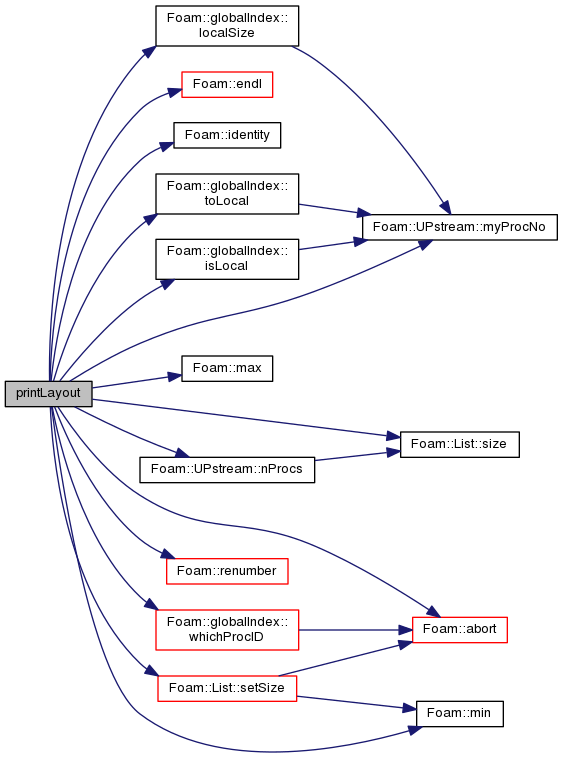 Foam::globalIndex::
localSize
Foam::endl
Foam::identity
Foam::globalIndex::
toLocal
Foam::UPstream::myProcNo
Foam::globalIndex::
isLocal
Foam::max
printLayout
Foam::List::size
Foam::UPstream::nProcs
Foam::renumber
Foam::globalIndex::
whichProcID
Foam::abort
Foam::List::setSize
Foam::min